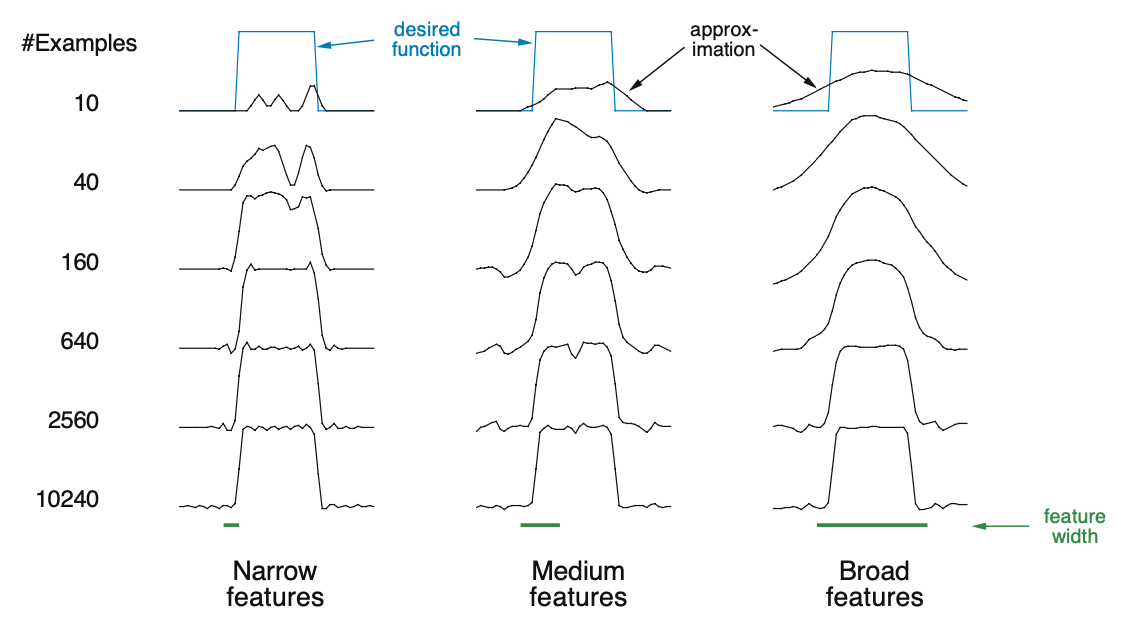 #Examples
desired
function
approx-
imation
10
40
160
640
2560
10240
feature
width
Narrow
features
Medium
features
Broad
features